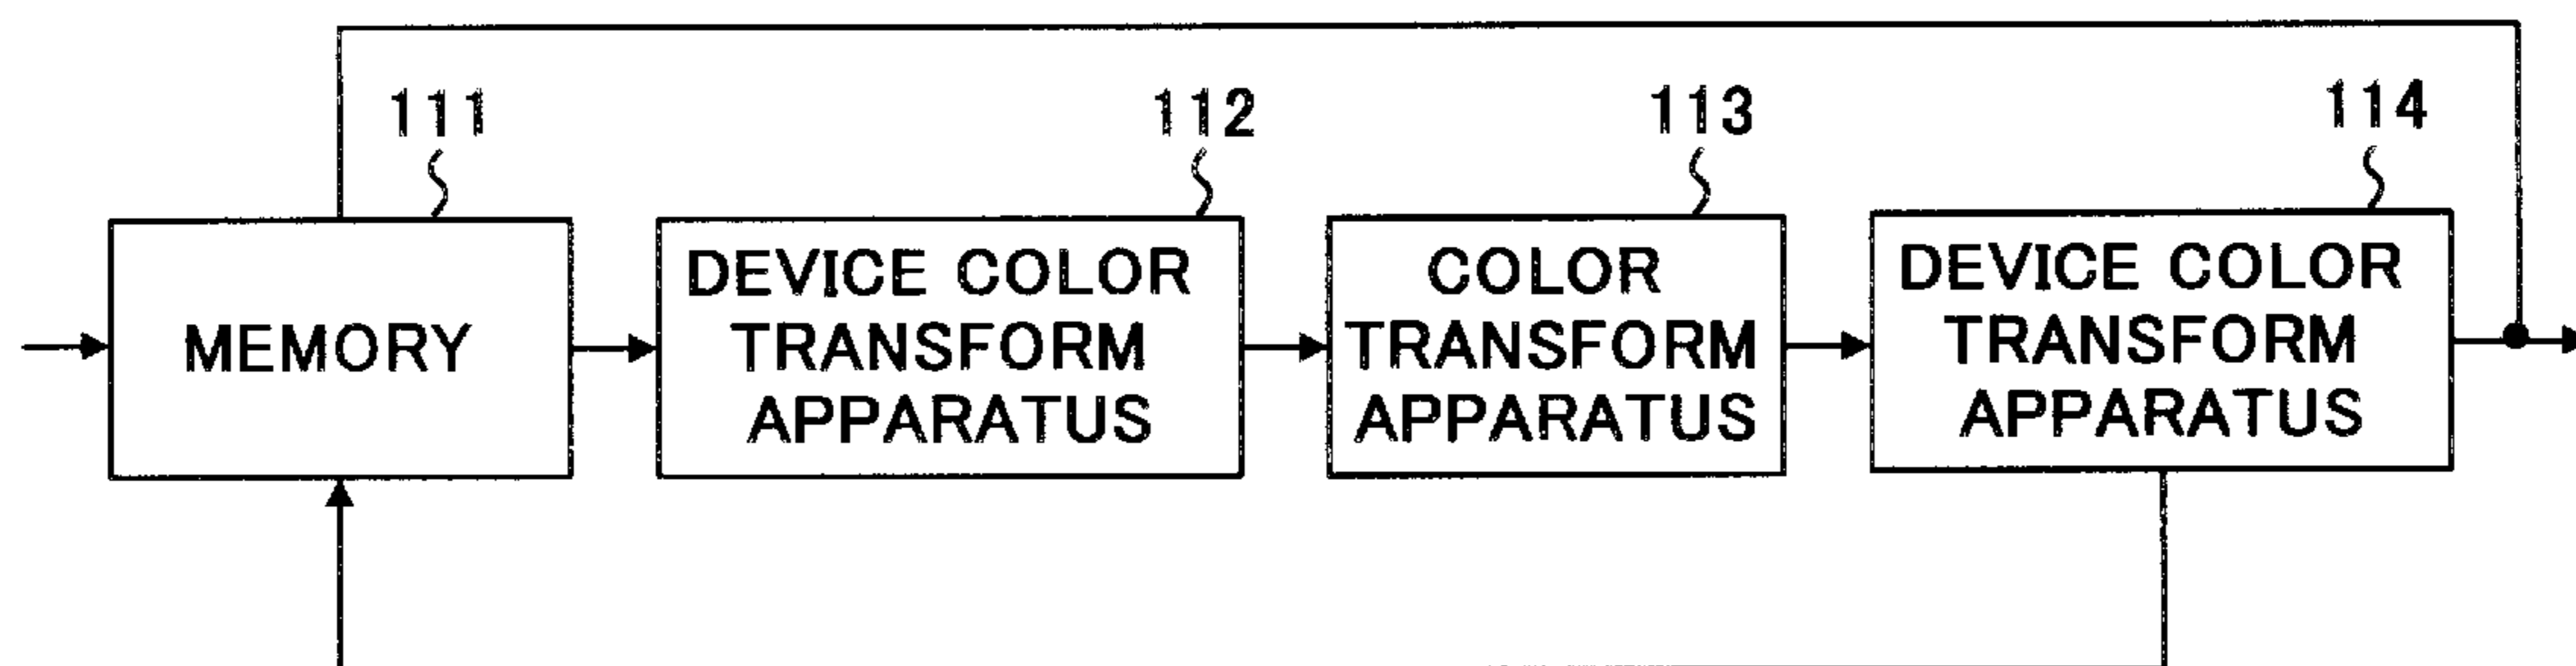 111
112
113
114
MEMORY
DEVICE COLOR
TRANSFORM
APPARATUS
COLOR
TRANSFORM
APPARATUS
DEVICE COLOR
TRANSFORM
APPARATUS